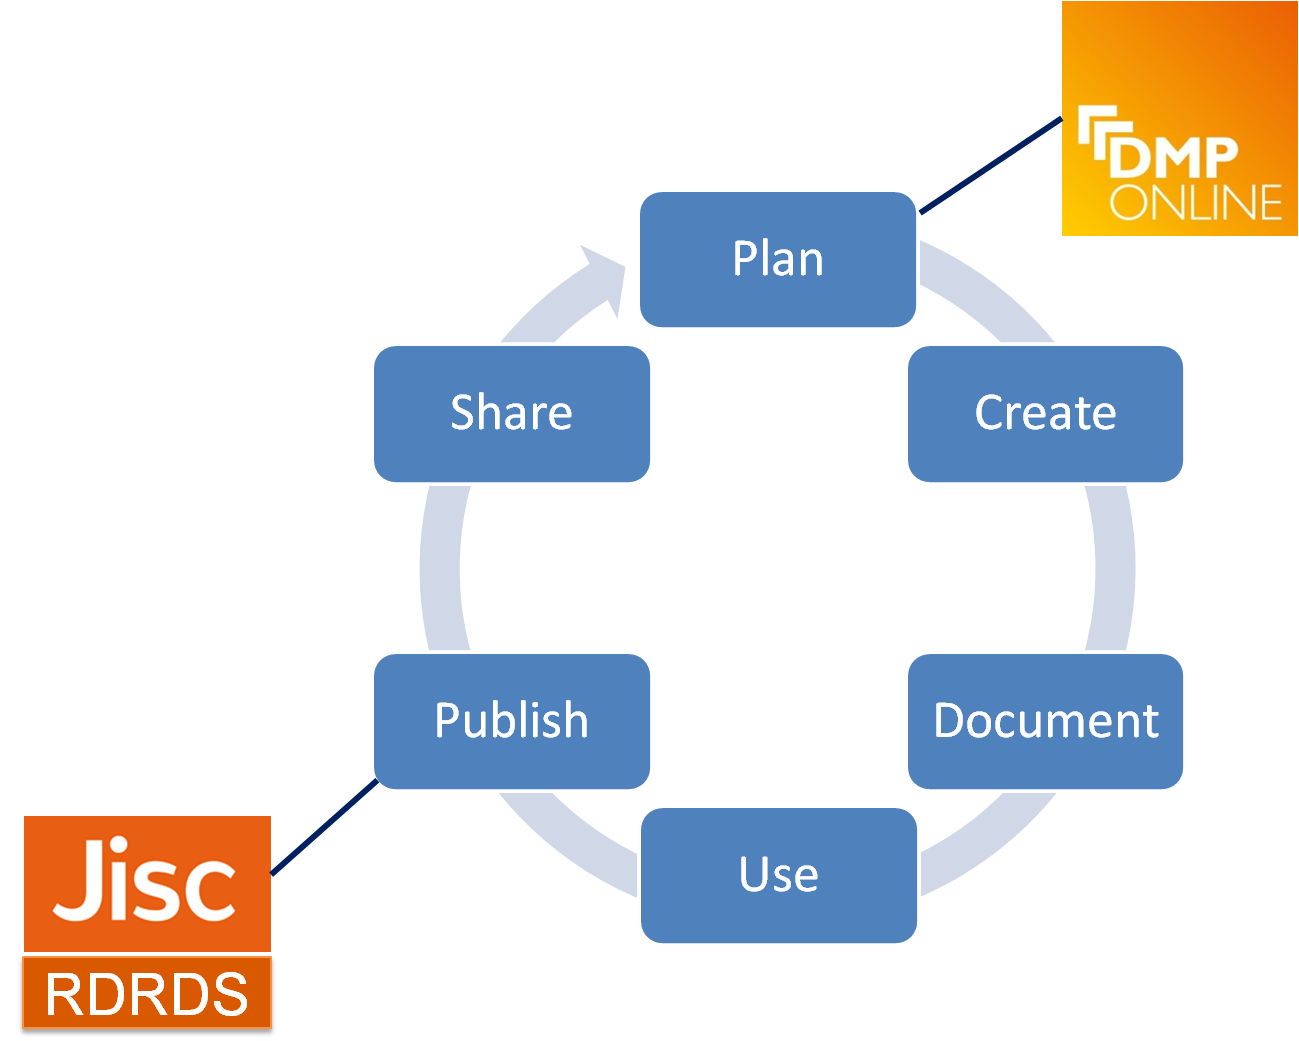 DMP
ONLINE
Plan
Create
Document
Use
Publish
Share
Jisc
RDRDS